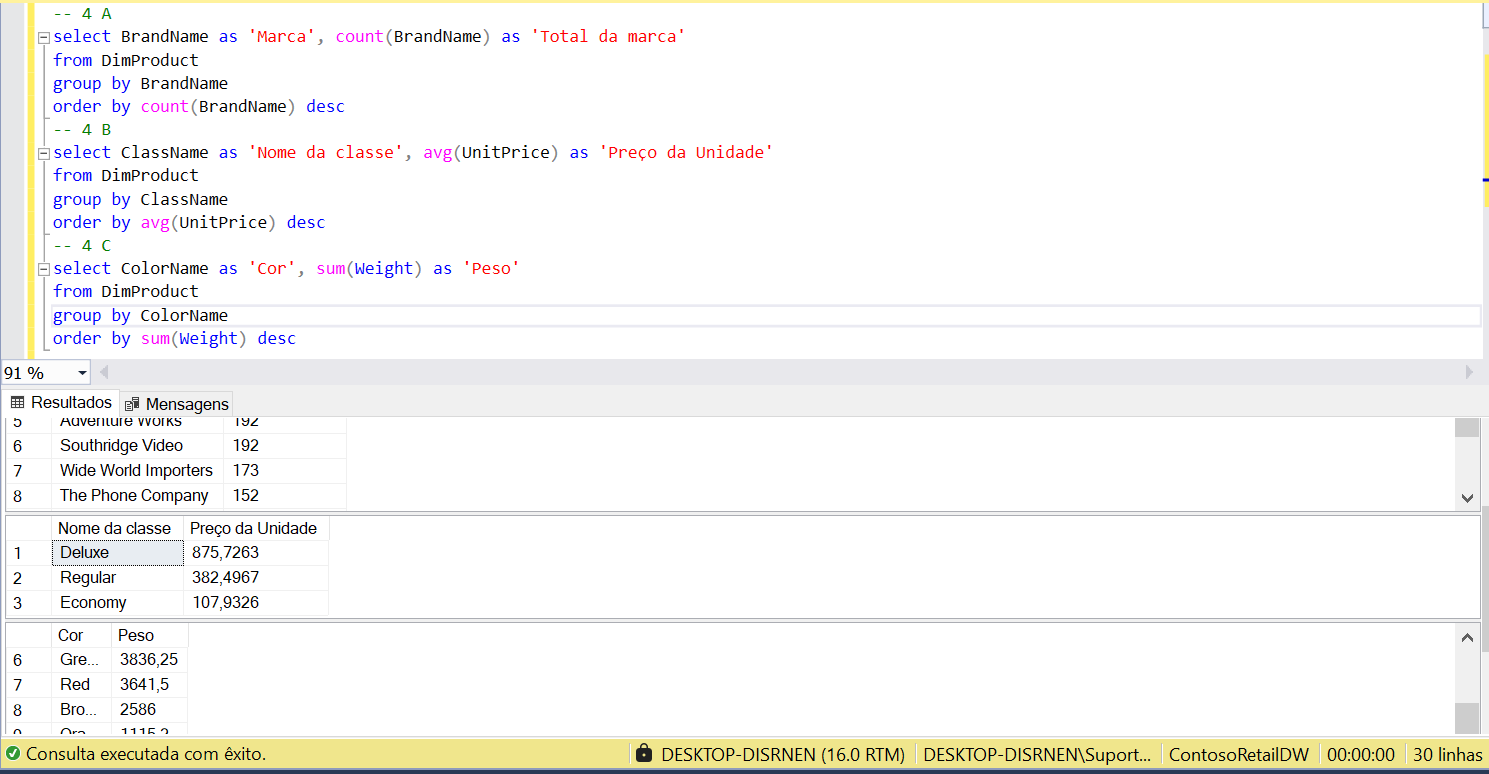 -- 4 A
select BrandName as 'Marca', count(BrandName) as 'Total da marca'
from DimProduct
group by BrandName
order by count(BrandName) desc
-- 4 B
select ClassName as 'Nome da classe', avg(UnitPrice) as 'Preço da Unidade'
from DimProduct
group by ClassName
order by avg(UnitPrice) desc
-- 4 C
select ColorName as 'Cor', sum(Weight) as 'Peso'
from DimProduct
group by ColorName
order by sum(Weight) desc
91 %
Resultados Mensagens
5 Adventure Works 192
6 Southridge Video 192
7 Wide World Importers 173
8 The Phone Company 152
Nome da classe Preço da Unidade
1 Deluxe 875,7263
2 Regular 382,4967
3 Economy 107,9326
Cor Peso
6 Gre... 3836,25
7 Red 3641,5
8 Bro... 2586
Consulta executada com êxito. DESKTOP-DISRNEN (16.0 RTM) DESKTOP-DISRNEN\Suport... ContosoRetailDW 00:00:00 30 linhas